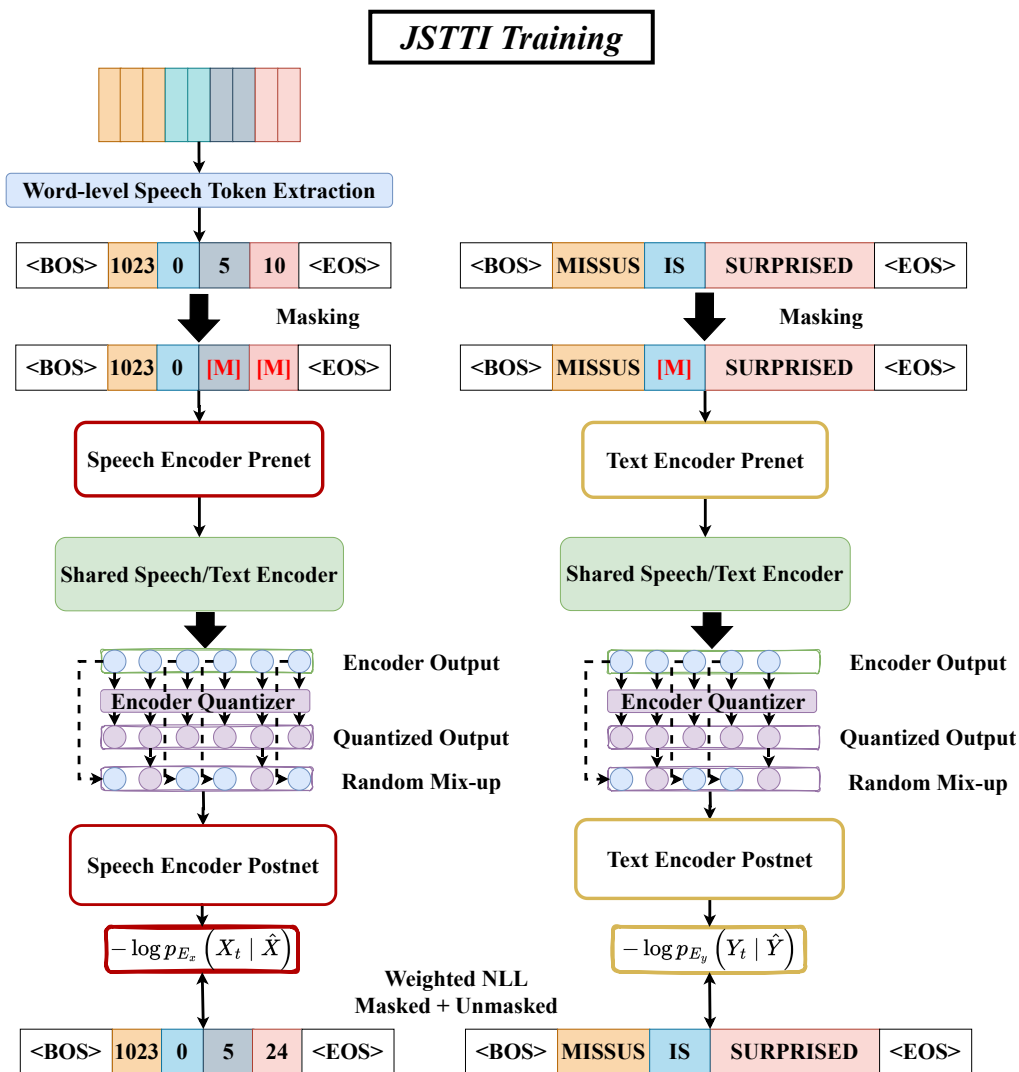 JSTTI Training
Word-level Speech Token Extraction
<BOS> 1023 0 5 10 <EOS>
<BOS> MISSUS IS SURPRISED <EOS>
Masking
Masking
<BOS> 1023 0 [M] [M] <EOS>
<BOS> MISSUS [M] SURPRISED <EOS>
Speech Encoder Prenet
Text Encoder Prenet
Shared Speech/Text Encoder
Shared Speech/Text Encoder
Encoder Output
Encoder Output
Encoder Quantizer
Encoder Quantizer
Quantized Output
Quantized Output
Random Mix-up
Random Mix-up
Speech Encoder Postnet
Text Encoder Postnet
− log p_{E_x} (X_t | X̂)
− log p_{E_y} (Y_t | Ŷ)
Weighted NLL
Masked + Unmasked
<BOS> 1023 0 5 24 <EOS>
<BOS> MISSUS IS SURPRISED <EOS>